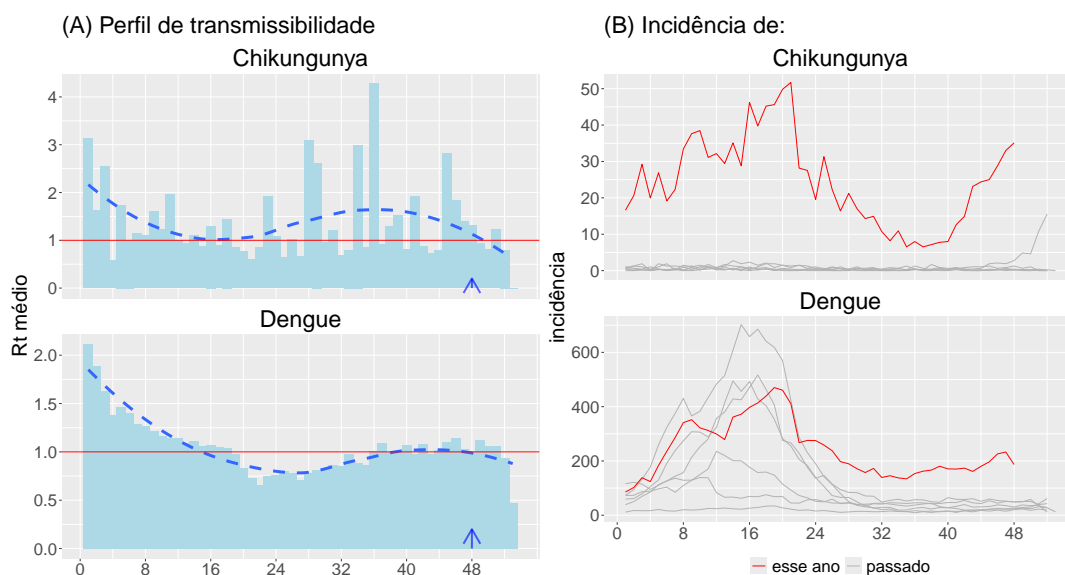 (A) Perfil de transmissibilidade
Chikungunya
4
3
2
1
0
Dengue
2.0
1.5
1.0
0.5
0.0
0 8 16 24 32 40 48
Rt médio
(B) Incidência de:
Chikungunya
50
40
30
20
10
0
Dengue
600
400
200
0
0 8 16 24 32 40 48
incidência
esse ano passado